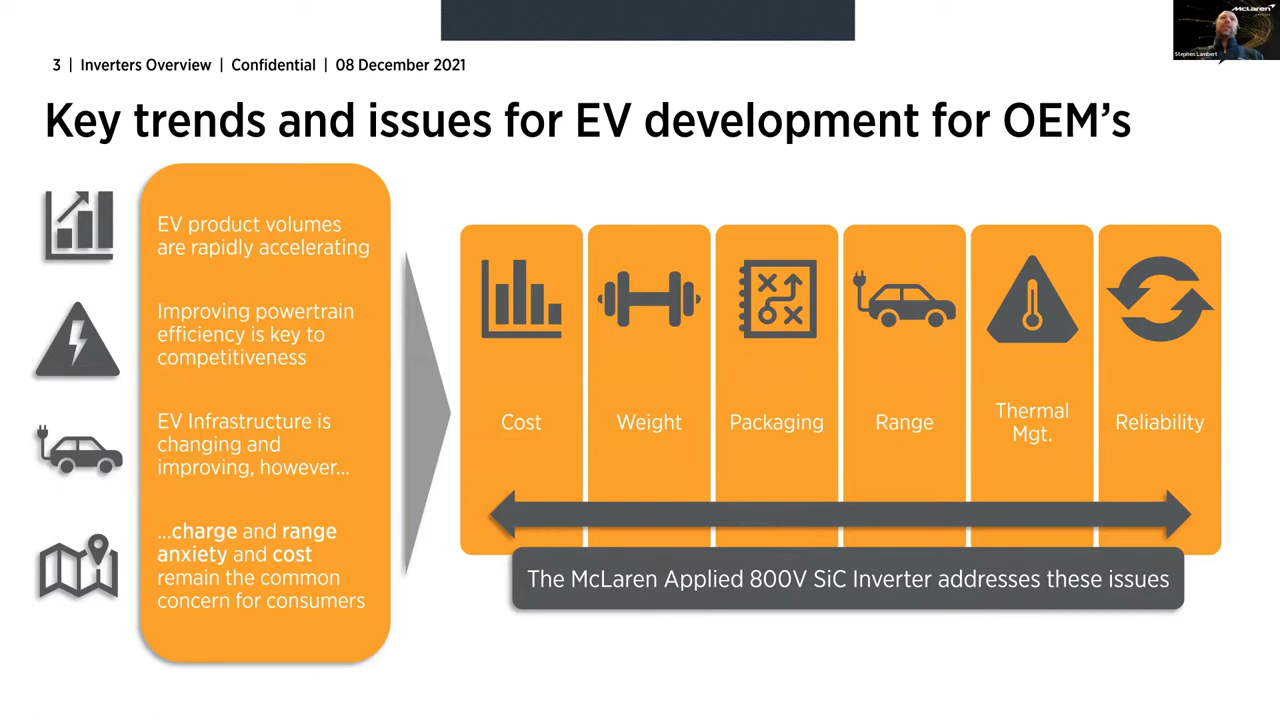 McLaren
Stephen Lambert
3 | Inverters Overview | Confidential | 08 December 2021
Key trends and issues for EV development for OEM’s
EV product volumes
are rapidly accelerating
Improving powertrain
efficiency is key to
competitiveness
EV Infrastructure is
changing and
improving, however...
...charge and range
anxiety and cost
remain the common
concern for consumers
Cost
Weight
Packaging
Range
Thermal
Mgt.
Reliability
The McLaren Applied 800V SiC Inverter addresses these issues